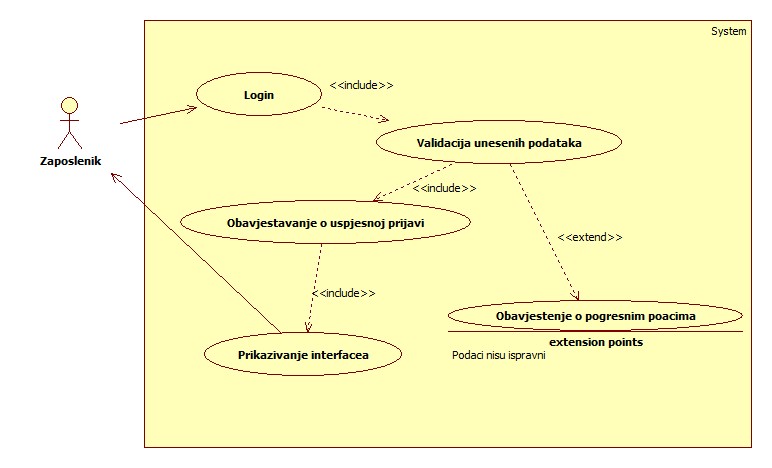 System
<<include>>
Login
Validacija unesenih podataka
Zaposlenik
<<include>>
Obavjestavanje o uspjesnoj prijavi
<<extend>>
<<include>>
Obavjestenje o pogresnim poacima
extension points
Podaci nisu ispravni
Prikazivanje interfacea